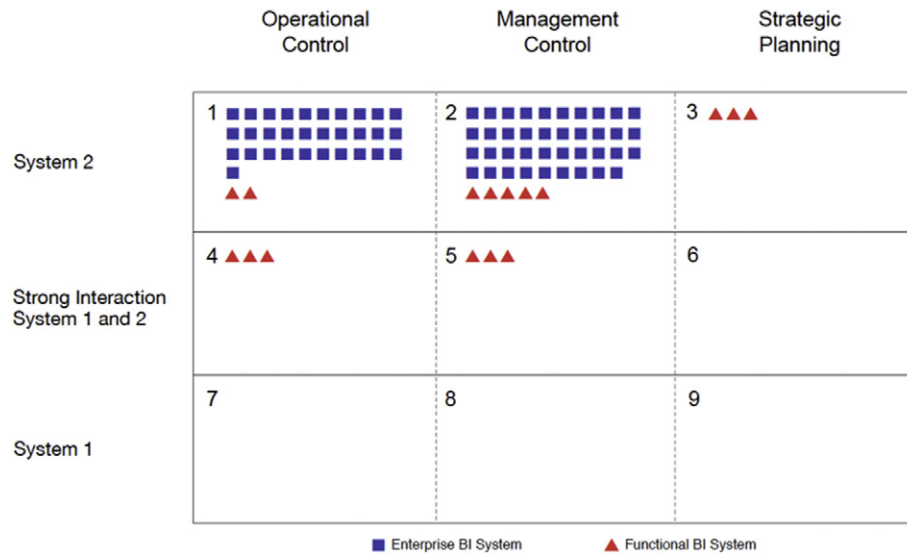 Operational
Control
Management
Control
Strategic
Planning
1
2
3
System 2
4
5
6
Strong Interaction
System 1 and 2
7
8
9
System 1
Enterprise BI System
Functional BI System